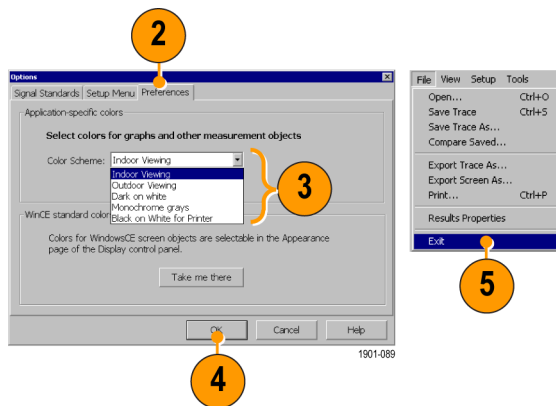 2
Options
Signal Standards Setup Menu Preferences
Application-specific colors
Select colors for graphs and other measurement objects
Color Scheme: Indoor Viewing
Indoor Viewing
Outdoor Viewing
Dark on white
Monochrome grays
Black on White for Printer
3
WinCE standard color
Colors for WindowsCE screen objects are selectable in the Appearance
page of the Display control panel.
Take me there
OK Cancel Help
1901-089
4
File View Setup Tools
Open... Ctrl+O
Save Trace Ctrl+S
Save Trace As...
Compare Saved...
Export Trace As...
Export Screen As...
Print... Ctrl+P
Results Properties
Exit
5